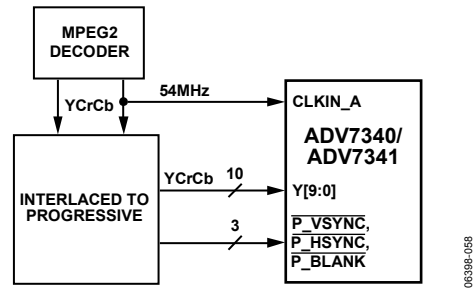 MPEG2
DECODER
YCrCb
54MHz
CLKIN_A
ADV7340/
ADV7341
INTERLACED TO
PROGRESSIVE
YCrCb
10
Y[9:0]
3
P_VSYNC,
P_HSYNC,
P_BLANK
06398-058